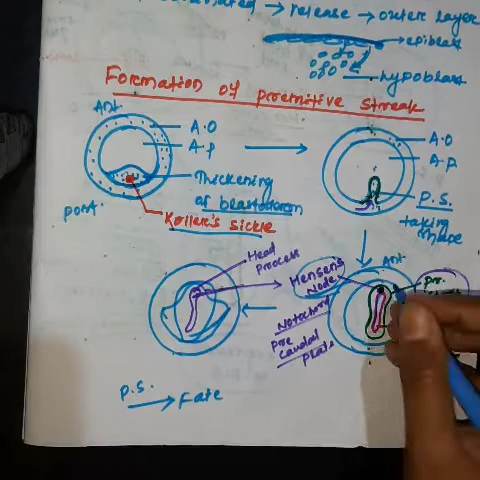 → release → outer layer
epiblast
hypoblast
Formation of premitive streak
Ant
A.O
A.P
Thickening of blastoderm
Koller's sickle
post.
A.O
A.P
P.S. taking shape
Ant
Hensen's Node
Head process
Notochord
pre caudal plate
P.S. → Fate